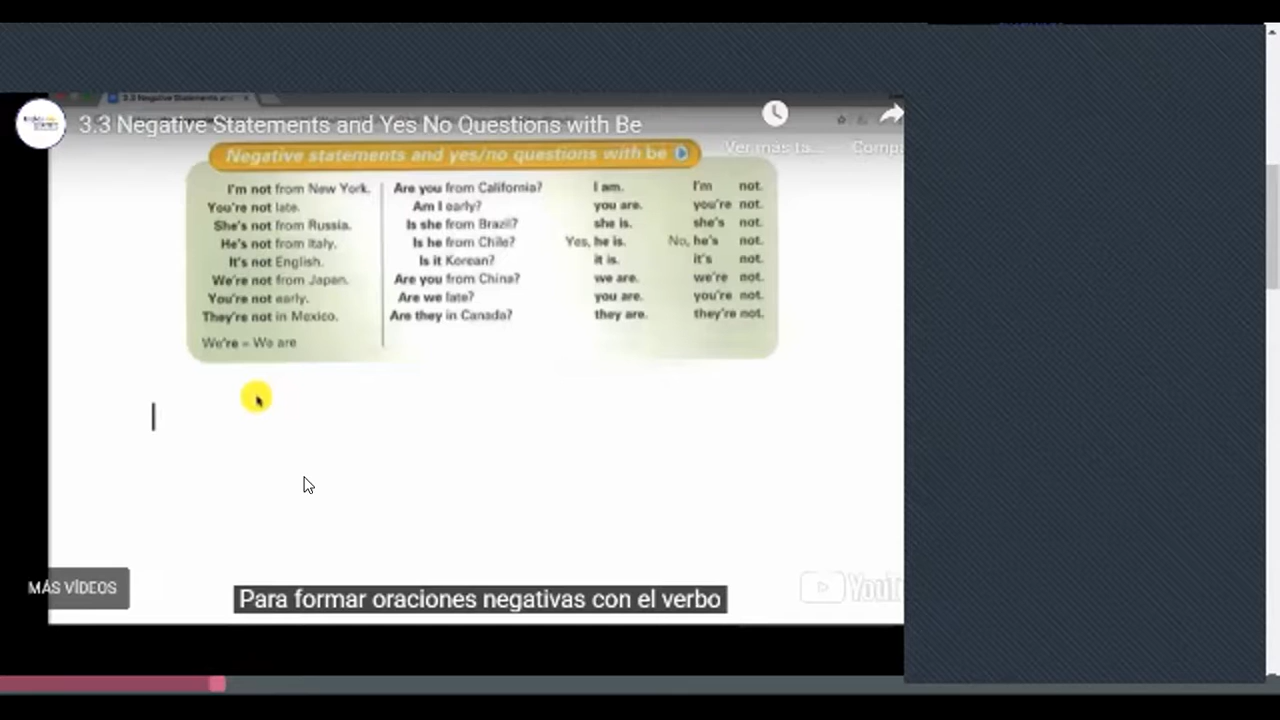 3.3 Negative Statements and Yes No Questions with Be
Ver más ta...
Negative statements and yes/no questions with be
I'm not from New York. Are you from California? I am. I'm not.
You're not late. Am I early? you are. you're not.
She's not from Russia. Is she from Brazil? she is. she's not.
He's not from Italy. Is he from Chile? Yes, he is. No, he's not.
It's not English. Is it Korean? it is. it's not.
We're not from Japan. Are you from China? we are. we're not.
You're not early. Are we late? you are. you're not.
They're not in Mexico. Are they in Canada? they are. they're not.
We're = We are
MÁS VÍDEOS
Para formar oraciones negativas con el verbo